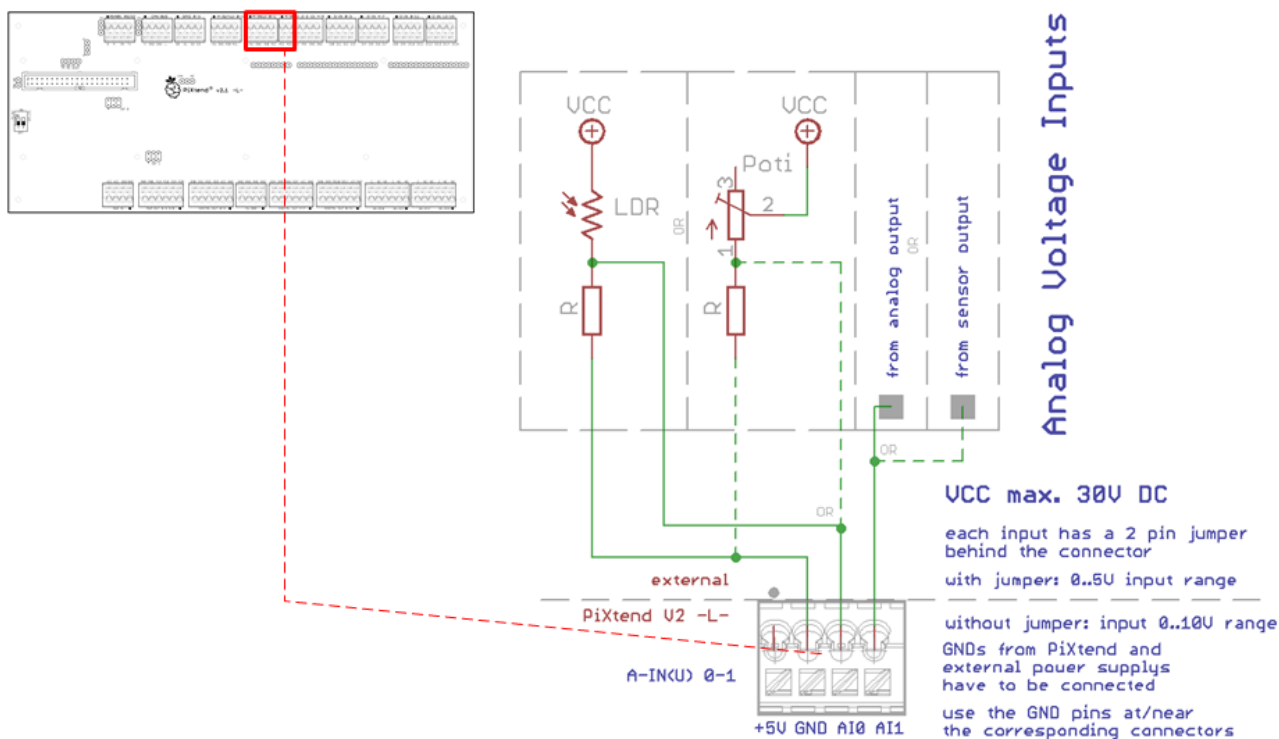 PiXtend® v2.1 -L-
Analog Voltage Inputs
VCC
VCC
Poti
3
LDR
2
OR
1
R
R
from analog output
OR
from sensor output
OR
OR
VCC max. 30V DC
each input has a 2 pin jumper
behind the connector
with jumper: 0..5V input range
external
PiXtend V2 -L-
without jumper: input 0..10V range
GNDs from PiXtend and
external power supplys
have to be connected
A-IN(U) 0-1
use the GND pins at/near
the corresponding connectors
+5V GND AI0 AI1